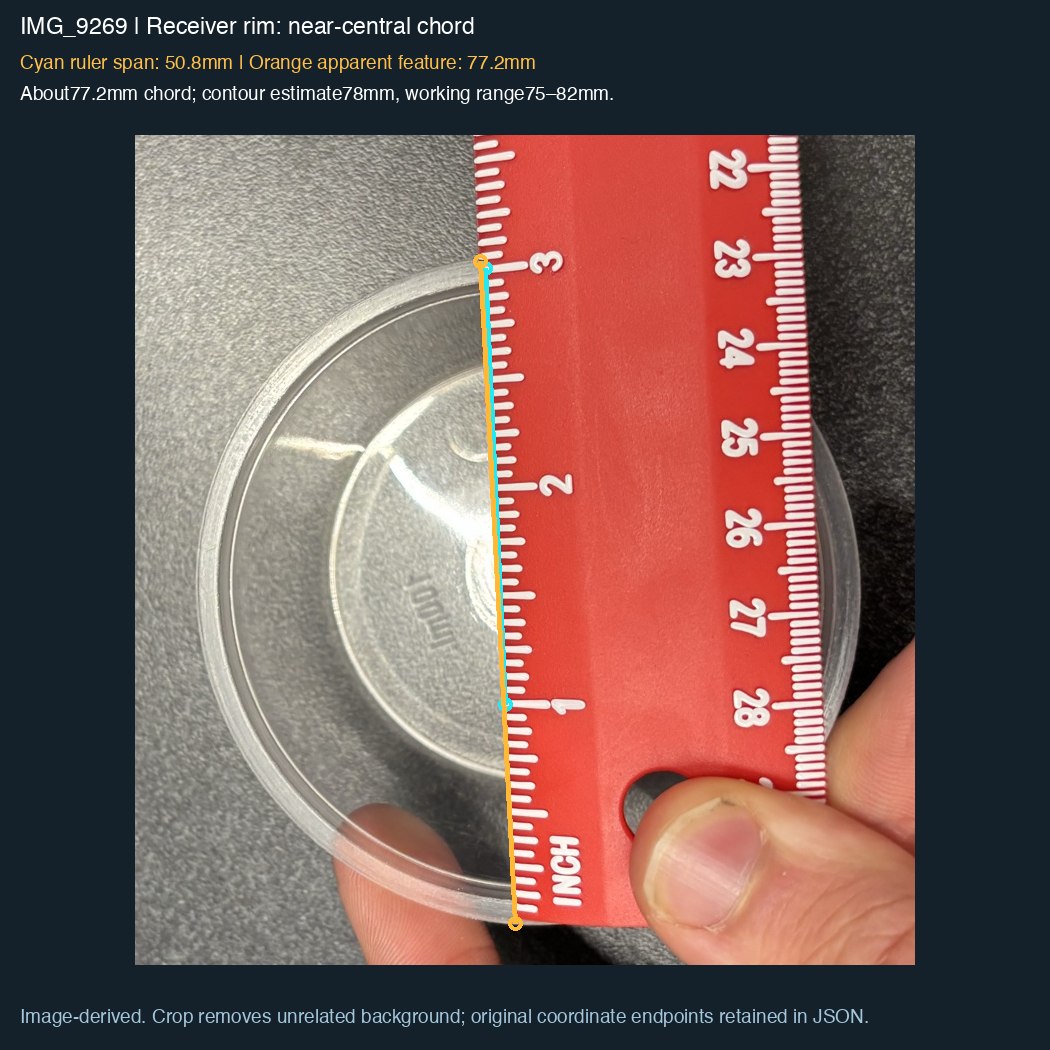 IMG_9269 | Receiver rim: near-central chord
Cyan ruler span: 50.8mm | Orange apparent feature: 77.2mm
About77.2mm chord; contour estimate78mm, working range75–82mm.
22
3
23
24
25
2
26
27
1
28
INCH
Image-derived. Crop removes unrelated background; original coordinate endpoints retained in JSON.